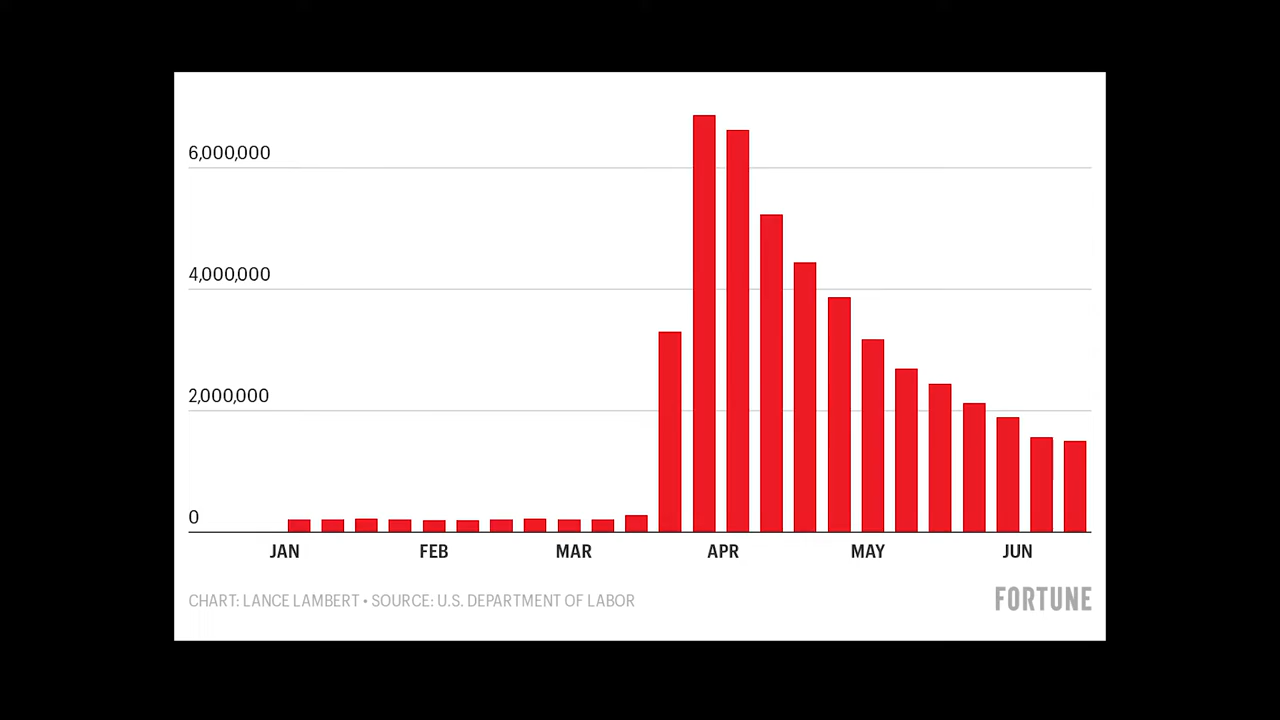 6,000,000
4,000,000
2,000,000
0
JAN FEB MAR APR MAY JUN
CHART: LANCE LAMBERT • SOURCE: U.S. DEPARTMENT OF LABOR
FORTUNE